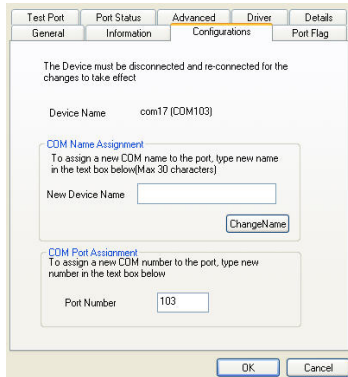 Test Port Port Status Advanced Driver Details
General Information Configurations Port Flag
The Device must be disconnected and re-connected for the
changes to take effect
Device Name com17 (COM103)
COM Name Assignment
To assign a new COM name to the port, type new name
in the text box below(Max 30 characters)
New Device Name
ChangeName
COM Port Assignment
To assign a new COM number to the port, type new
number in the text box below
Port Number 103
OK Cancel